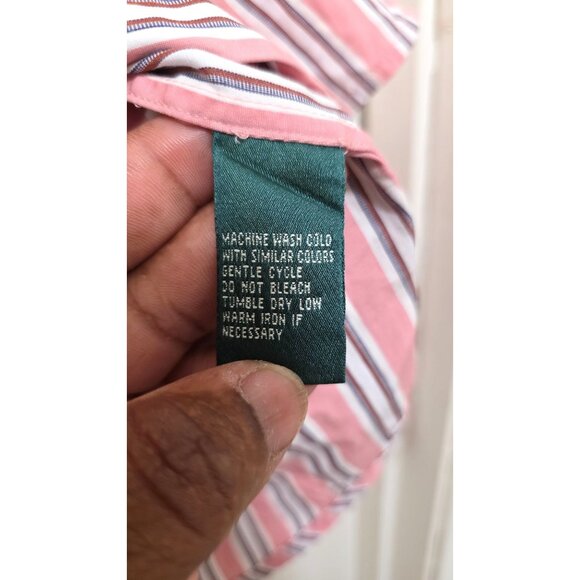 MACHINE WASH COLD
WITH SIMILAR COLORS
GENTLE CYCLE
DO NOT BLEACH
TUMBLE DRY LOW
WARM IRON IF
NECESSARY